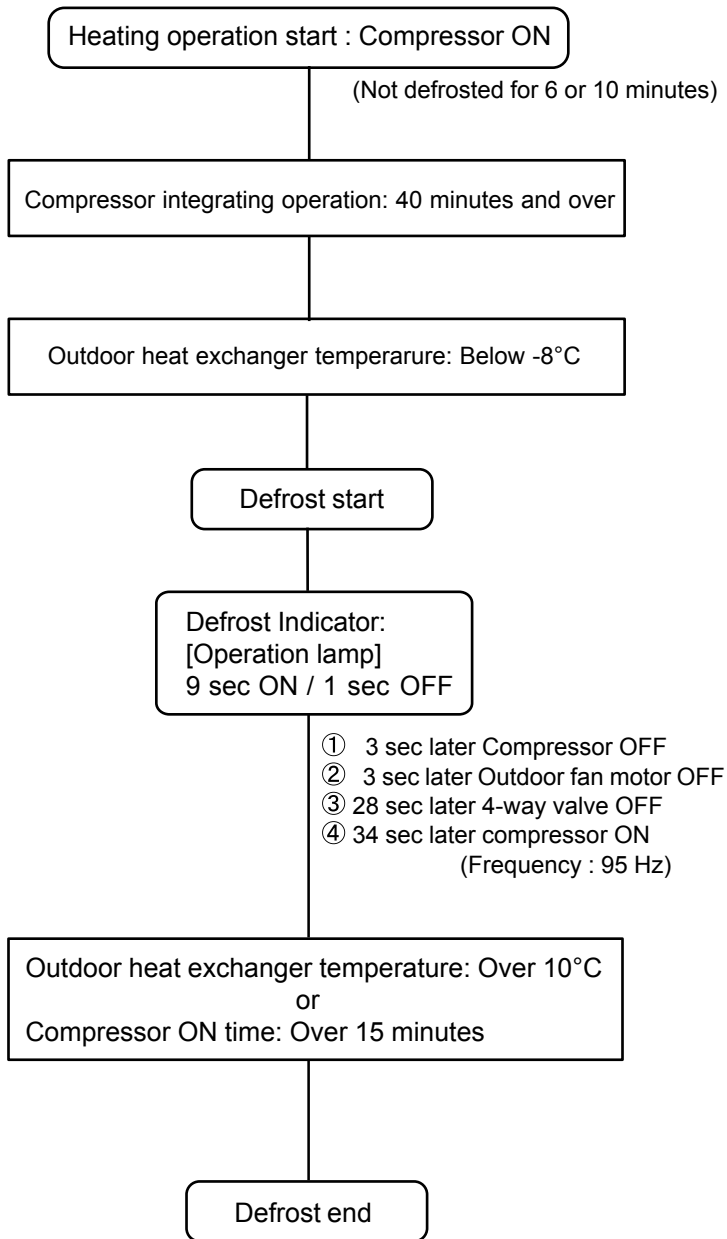 Heating operation start : Compressor ON
(Not defrosted for 6 or 10 minutes)
Compressor integrating operation: 40 minutes and over
Outdoor heat exchanger temperarure: Below -8°C
Defrost start
Defrost Indicator:
[Operation lamp]
9 sec ON / 1 sec OFF
① 3 sec later Compressor OFF
② 3 sec later Outdoor fan motor OFF
③ 28 sec later 4-way valve OFF
④ 34 sec later compressor ON
(Frequency : 95 Hz)
Outdoor heat exchanger temperature: Over 10°C
or
Compressor ON time: Over 15 minutes
Defrost end